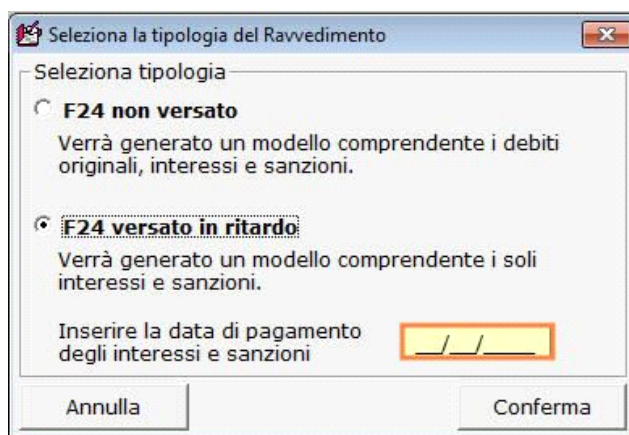 Seleziona la tipologia del Ravvedimento
Seleziona tipologia
F24 non versato
Verrà generato un modello comprendente i debiti
originali, interessi e sanzioni.
F24 versato in ritardo
Verrà generato un modello comprendente i soli
interessi e sanzioni.
Inserire la data di pagamento
degli interessi e sanzioni
__/__/____
Annulla
Conferma